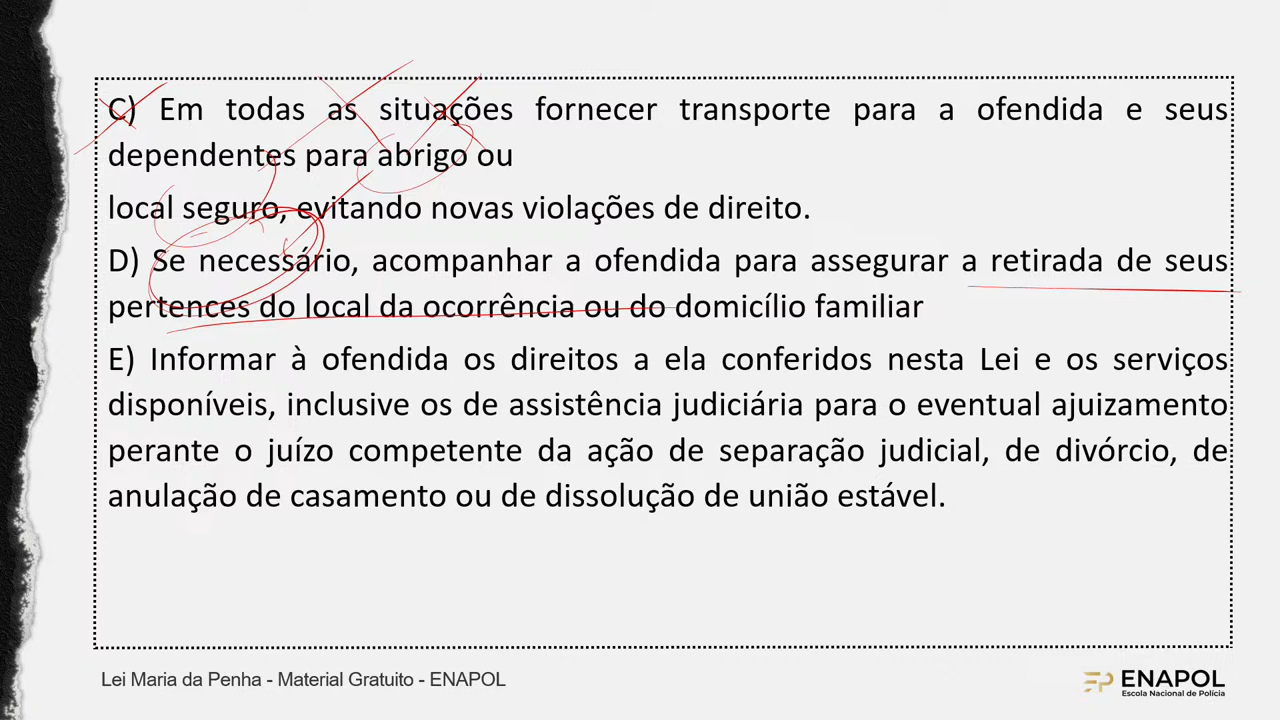 C) Em todas as situações fornecer transporte para a ofendida e seus
dependentes para abrigo ou
local seguro, evitando novas violações de direito.
D) Se necessário, acompanhar a ofendida para assegurar a retirada de seus
pertences do local da ocorrência ou do domicílio familiar
E) Informar à ofendida os direitos a ela conferidos nesta Lei e os serviços
disponíveis, inclusive os de assistência judiciária para o eventual ajuizamento
perante o juízo competente da ação de separação judicial, de divórcio, de
anulação de casamento ou de dissolução de união estável.
Lei Maria da Penha - Material Gratuito - ENAPOL
ENAPOL
Escola Nacional de Polícia